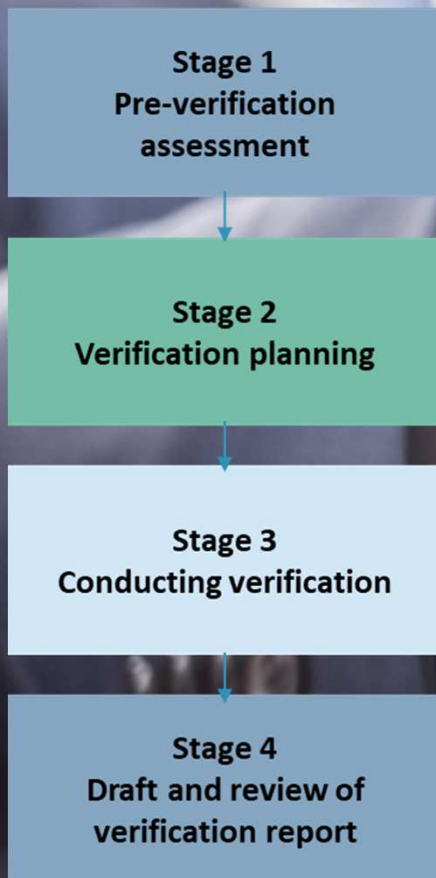 Stage 1
Pre-verification
assessment
Stage 2
Verification planning
Stage 3
Conducting verification
Stage 4
Draft and review of
verification report